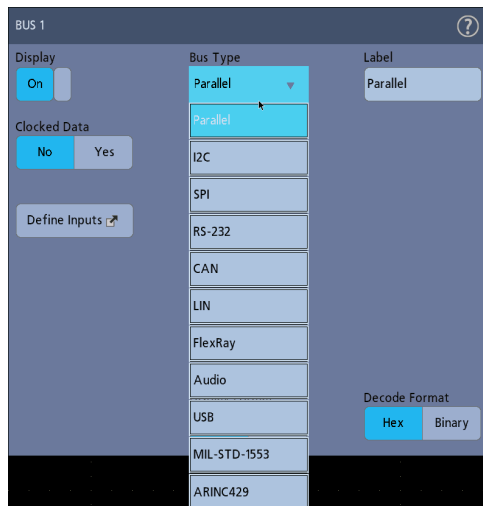 BUS 1
?
Display
Bus Type
Label
On
Parallel
Parallel
Clocked Data
No
Yes
Define Inputs
Parallel
I2C
SPI
RS-232
CAN
LIN
FlexRay
Audio
USB
MIL-STD-1553
ARINC429
Decode Format
Hex
Binary